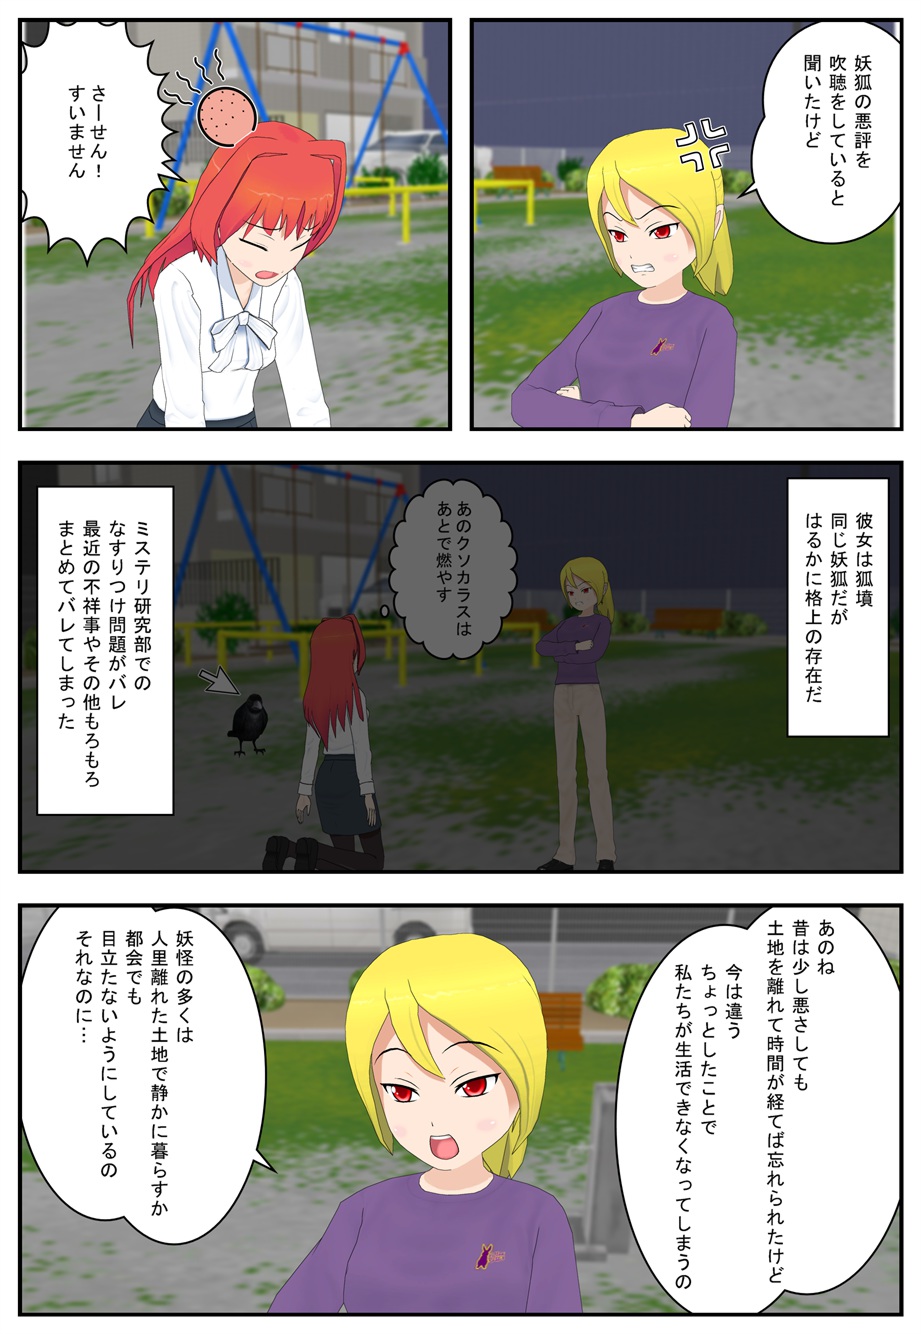 妖狐の悪評を
吹聴をしていると
聞いたけど
さーせん！
すいません
彼女は狐墳
同じ妖狐だが
はるかに格上の存在だ
あのクソカラスは
あとで燃やす
ミステリ研究部での
なすりつけ問題がバレ
最近の不祥事やその他もろもろ
まとめてバレてしまった
あのね
昔は少し悪さしても
土地を離れて時間が経てば忘れられたけど
今は違う
ちょっとしたことで
私たちが生活できなくなってしまうの
妖怪の多くは
人里離れた土地で静かに暮らすか
都会でも
目立たないようにしているの
それなのに…